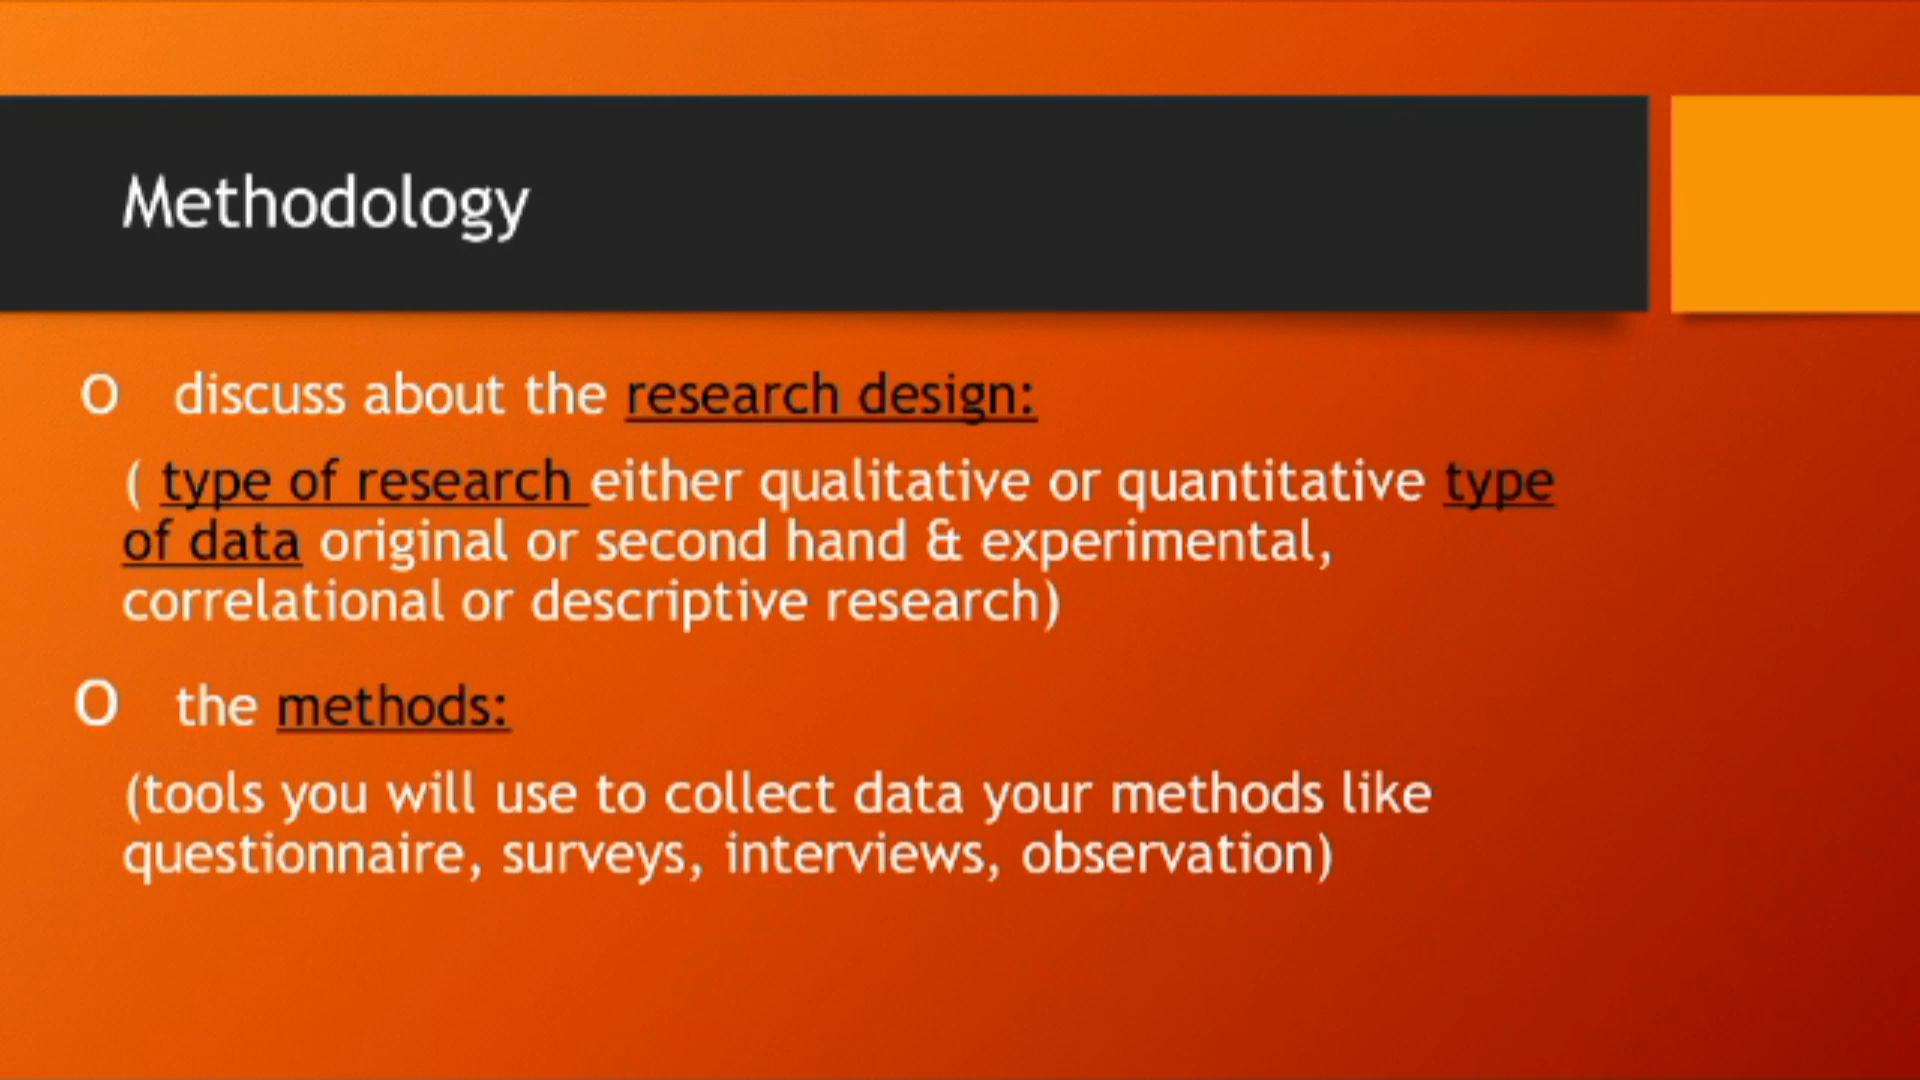 Methodology
O discuss about the research design:
( type of research either qualitative or quantitative type
of data original or second hand & experimental,
correlational or descriptive research)
O the methods:
(tools you will use to collect data your methods like
questionnaire, surveys, interviews, observation)